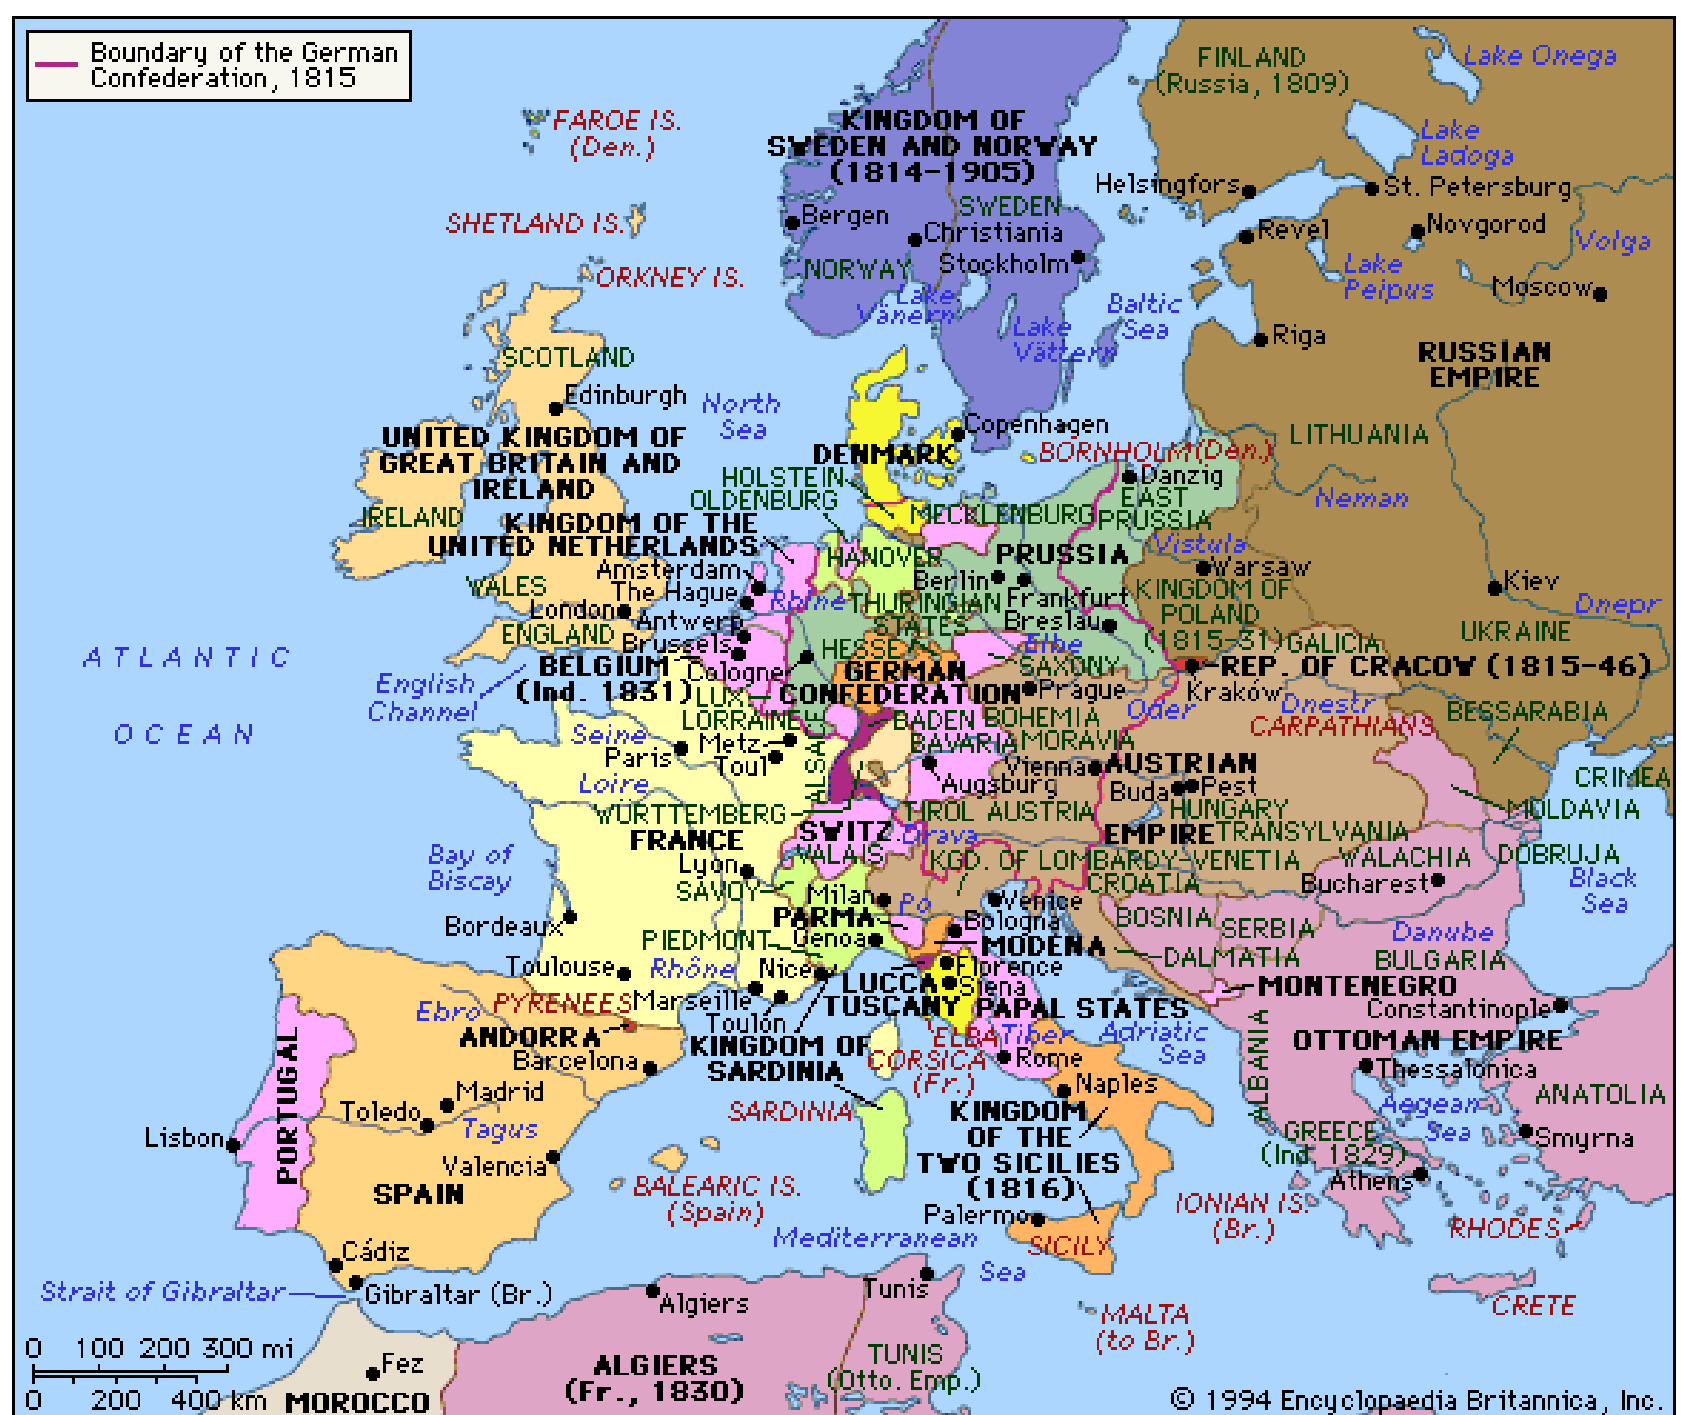 Boundary of the German
Confederation, 1815
FINLAND
(Russia, 1809)
Lake Onega
FAROE IS.
(Den.)
KINGDOM OF
SWEDEN AND NORWAY
(1814-1905)
Lake
Ladoga
Helsingfors
St. Petersburg
SHETLAND IS.
Bergen
SWEDEN
Christiania
Revel
Novgorod
Volga
ORKNEY IS.
NORWAY
Stockholm
Lake
Peipus
Moscow
Lake
Vänern
Baltic
Sea
Lake
Vättern
Riga
SCOTLAND
RUSSIAN
EMPIRE
Edinburgh
North
Sea
Copenhagen
UNITED KINGDOM OF
GREAT BRITAIN AND
IRELAND
DENMARK
BORNHOLM (Den.)
LITHUANIA
HOLSTEIN
OLDENBURG
Danzig
EAST
PRUSSIA
Neman
IRELAND
MECKLENBURG
KINGDOM OF THE
UNITED NETHERLANDS
HANOVER
PRUSSIA
Vistula
Amsterdam
Berlin
Warsaw
WALES
The Hague
Rhine
THURINGIAN
STATES
Frankfurt
KINGDOM OF
POLAND
(1815-31)
Kiev
Dnepr
London
Antwerp
Breslau
ENGLAND
Brussels
HESSE
Elbe
GALICIA
UKRAINE
ATLANTIC
OCEAN
BELGIUM
(Ind. 1831)
Cologne
GERMAN
CONFEDERATION
SAXONY
REP. OF CRACOW (1815-46)
English
Channel
LUX.
Prague
Kraków
Dnestr
LORRAINE
BADEN
BOHEMIA
Oder
CARPATHIANS
BESSARABIA
Seine
Metz
ALSACE
BAVARIA
MORAVIA
Paris
Toul
Vienna
AUSTRIAN
EMPIRE
Loire
Augsburg
Buda
Pest
CRIMEA
WÜRTTEMBERG
TIROL
AUSTRIA
HUNGARY
MOLDAVIA
FRANCE
SWITZ.
Drava
TRANSYLVANIA
Bay of
Biscay
Lyon
VALAIS
KGD. OF LOMBARDY-VENETIA
WALACHIA
DOBRUJA
SAVOY
Milan
Po
Venice
CROATIA
Bucharest
Black
Sea
Bordeaux
PARMA
Bologna
BOSNIA
SERBIA
PIEDMONT
Genoa
MODENA
DALMATIA
Danube
BULGARIA
Toulouse
Rhône
Nice
Florence
LUCCA
Siena
MONTENEGRO
Ebro
PYRENEES
Marseille
TUSCANY
PAPAL STATES
Constantinople
ANDORRA
Toulon
ELBA
Tiber
Adriatic
Sea
ALBANIA
OTTOMAN EMPIRE
Barcelona
KINGDOM OF
SARDINIA
CORSICA
(Fr.)
Rome
Thessalonica
PORTUGAL
Madrid
Naples
ANATOLIA
Toledo
Tagus
SARDINIA
KINGDOM
OF THE
TWO SICILIES
(1816)
Aegean
Sea
Lisbon
GREECE
(Ind. 1829)
Smyrna
Valencia
Athens
SPAIN
BALEARIC IS.
(Spain)
IONIAN IS.
(Br.)
Palermo
RHODES
Mediterranean
Sea
SICILY
Cádiz
Strait of Gibraltar
Gibraltar (Br.)
Algiers
Tunis
MALTA
(to Br.)
CRETE
0 100 200 300 mi
0 200 400 km
Fez
MOROCCO
ALGIERS
(Fr., 1830)
TUNIS
(Otto. Emp.)
© 1994 Encyclopaedia Britannica, Inc.